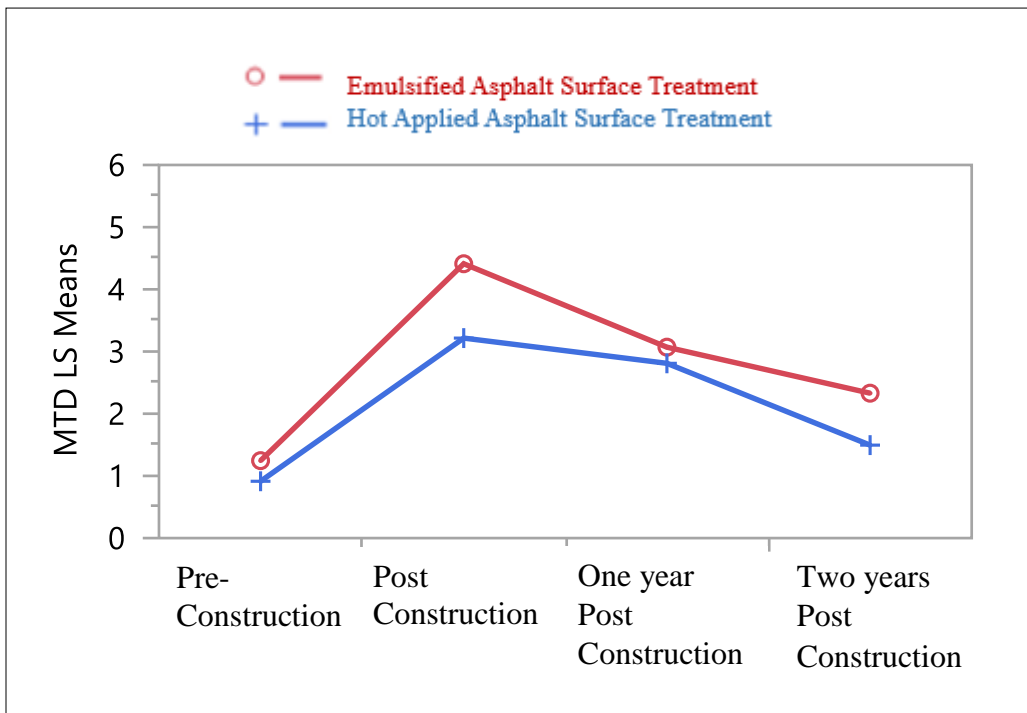 Emulsified Asphalt Surface Treatment
Hot Applied Asphalt Surface Treatment
6
5
4
3
2
1
0
MTD LS Means
Pre-
Construction
Post
Construction
One year
Post
Construction
Two years
Post
Construction